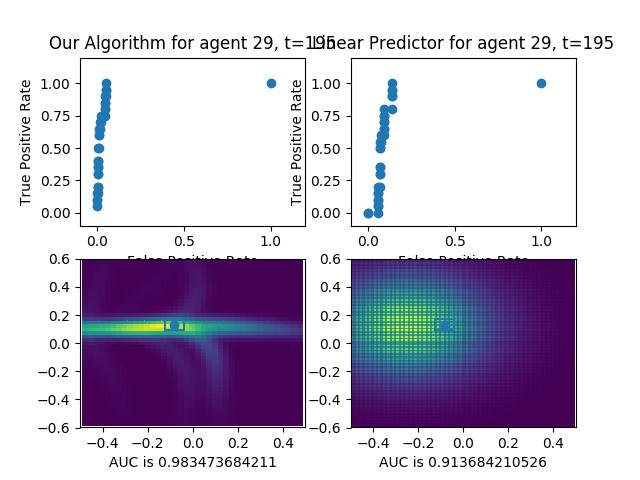 Our Algorithm for agent 29, t=195
Linear Predictor for agent 29, t=195
True Positive Rate
1.00
0.75
0.50
0.25
0.00
0.0 0.5 1.0
False Positive Rate
True Positive Rate
1.00
0.75
0.50
0.25
0.00
0.0 0.5 1.0
False Positive Rate
0.6
0.4
0.2
0.0
−0.2
−0.4
−0.6
−0.4 −0.2 0.0 0.2 0.4
AUC is 0.983473684211
0.6
0.4
0.2
0.0
−0.2
−0.4
−0.6
−0.4 −0.2 0.0 0.2 0.4
AUC is 0.913684210526